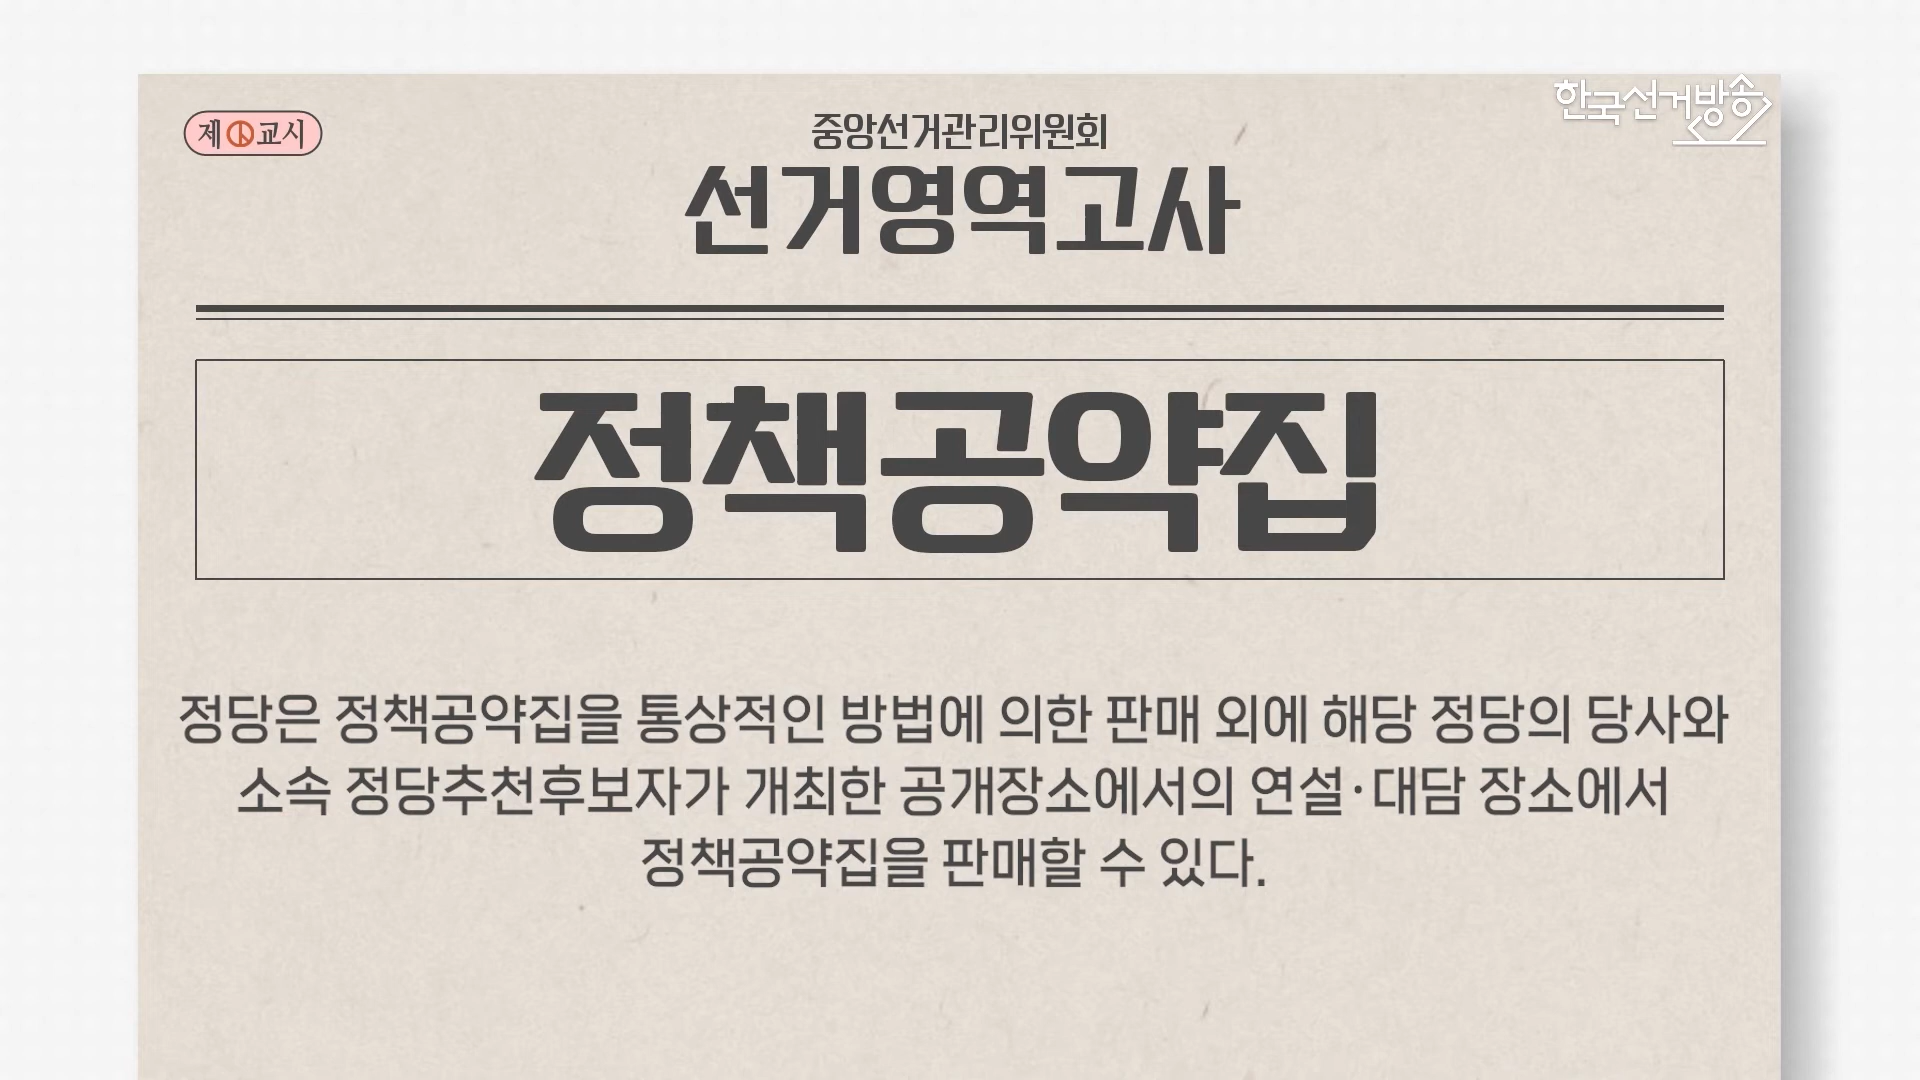 제 교시
한국선거방송
중앙선거관리위원회
선거영역고사
정책공약집
정당은 정책공약집을 통상적인 방법에 의한 판매 외에 해당 정당의 당사와
소속 정당추천후보자가 개최한 공개장소에서의 연설·대담 장소에서
정책공약집을 판매할 수 있다.